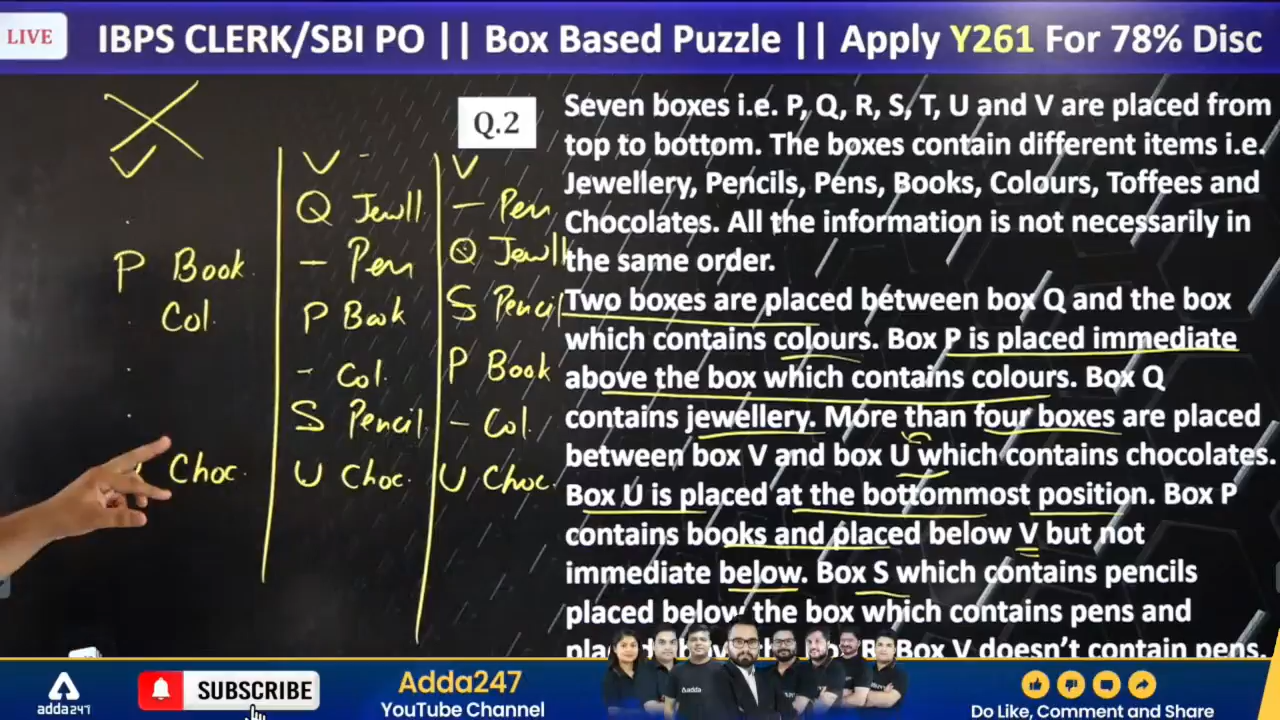 LIVE
IBPS CLERK/SBI PO || Box Based Puzzle || Apply Y261 For 78% Disc
Q.2
Seven boxes i.e. P, Q, R, S, T, U and V are placed from
top to bottom. The boxes contain different items i.e.
Jewellery, Pencils, Pens, Books, Colours, Toffees and
Chocolates. All the information is not necessarily in
the same order.
Two boxes are placed between box Q and the box
which contains colours. Box P is placed immediate
above the box which contains colours. Box Q
contains jewellery. More than four boxes are placed
between box V and box U which contains chocolates.
Box U is placed at the bottommost position. Box P
contains books and placed below V but not
immediate below. Box S which contains pencils
placed below the box which contains pens and
Box V doesn't contain pens.
P Book
Col.
Choc.
V -
Q Jewll.
- Pen
P Book
- Col.
S Pencil
U Choc.
V
- Pen
Q Jewll
S Pencil
P Book
- Col.
U Choc.
adda247
SUBSCRIBE
Adda247
YouTube Channel
Do Like, Comment and Share